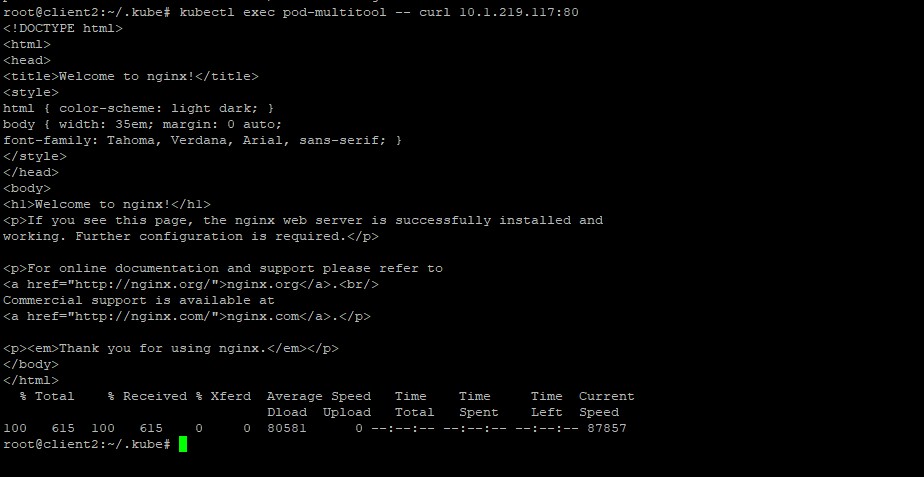 root@client2:~/.kube# kubectl exec pod-multitool -- curl 10.1.219.117:80
<!DOCTYPE html>
<html>
<head>
<title>Welcome to nginx!</title>
<style>
html { color-scheme: light dark; }
body { width: 35em; margin: 0 auto;
font-family: Tahoma, Verdana, Arial, sans-serif; }
</style>
</head>
<body>
<h1>Welcome to nginx!</h1>
<p>If you see this page, the nginx web server is successfully installed and
working. Further configuration is required.</p>

<p>For online documentation and support please refer to
<a href="http://nginx.org/">nginx.org</a>.<br/>
Commercial support is available at
<a href="http://nginx.com/">nginx.com</a>.</p>

<p><em>Thank you for using nginx.</em></p>
</body>
</html>
  % Total    % Received % Xferd  Average Speed   Time    Time     Time  Current
                                 Dload  Upload   Total   Spent    Left  Speed
100   615  100   615    0     0  80581      0 --:--:-- --:--:-- --:--:-- 87857
root@client2:~/.kube#